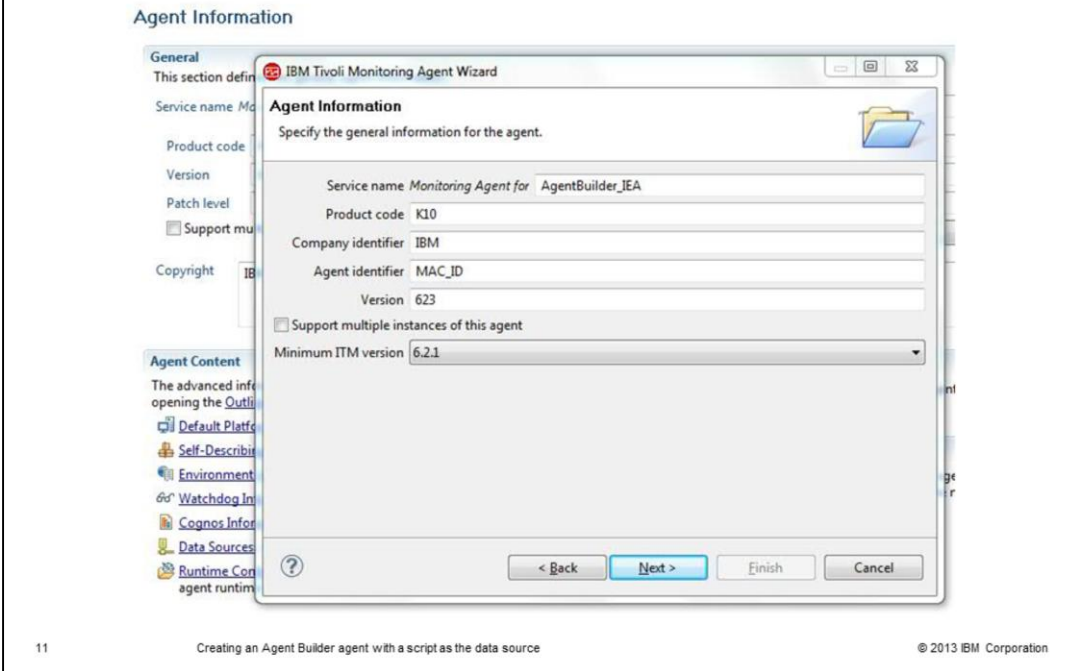 Agent Information
General
This section defin
Service name Mo
Product code
Version
Patch level
Support mu
Copyright IB
Agent Content
The advanced info
opening the Outli
Default Platfo
Self-Describin
Environment
Watchdog In
Cognos Infor
Data Sources
Runtime Con
agent runtim
IBM Tivoli Monitoring Agent Wizard
Agent Information
Specify the general information for the agent.
Service name Monitoring Agent for AgentBuilder_IEA
Product code K10
Company identifier IBM
Agent identifier MAC_ID
Version 623
Support multiple instances of this agent
Minimum ITM version 6.2.1
< Back Next > Finish Cancel
11 Creating an Agent Builder agent with a script as the data source © 2013 IBM Corporation